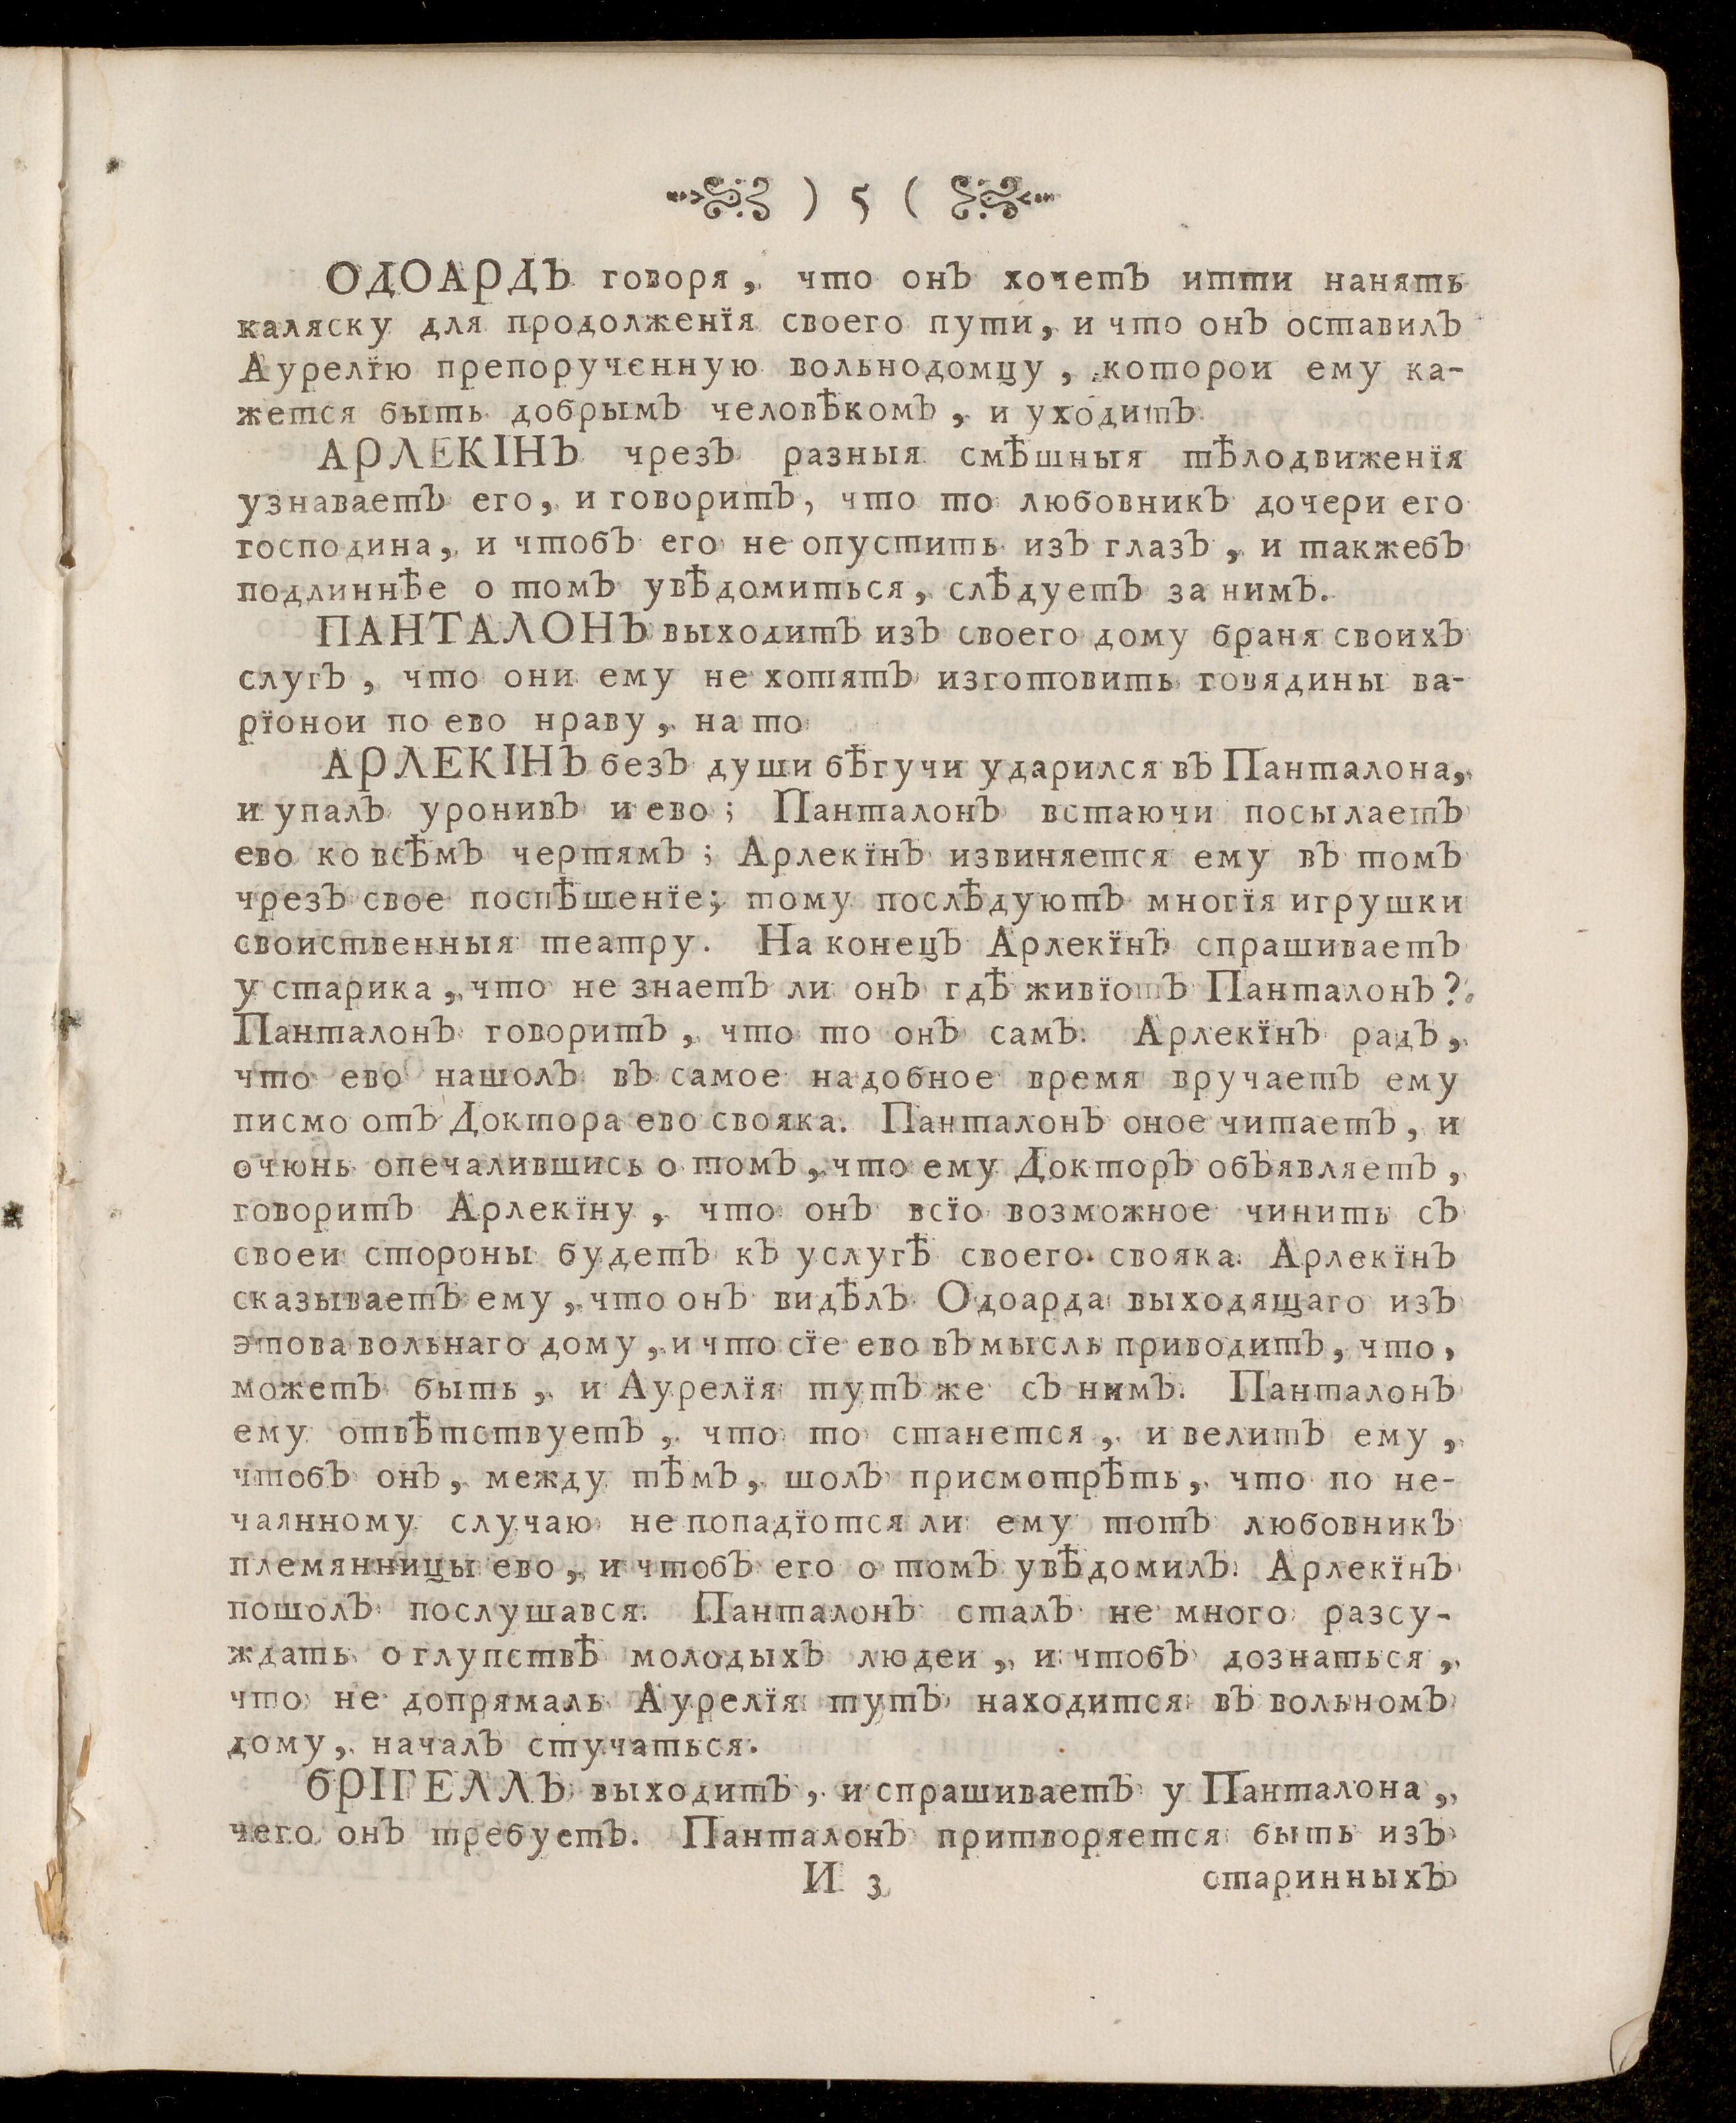 ) 5 (
ОДОАРДЪ говоря, что онъ хочетъ итти нанять
каляску для продолженїя своего пути, и что онъ оставилъ
Аурелїю препорученную вольнодомцу, которои ему ка-
жется быть добрымъ человѣкомъ, и уходитъ.
АРЛЕКІНЪ чрезъ разныя смѣшныя тѣлодвиженїя
узнаваетъ его, и говоритъ, что то любовникъ дочери его
господина, и чтобъ его не опустить изъ глазъ, и такжебъ
подлиннѣе о томъ увѣдомиться, слѣдуетъ за нимъ.
ПАНТАЛОНЪ выходитъ изъ своего дому браня своихъ
слугъ, что они ему не хотятъ изготовить говядины ва-
рїонои по ево нраву, на то
АРЛЕКІНЪ безъ души бѣгучи ударился въ Панталона,
и упалъ уронивъ и ево; Панталонъ встаючи посылаетъ
ево ко всѣмъ чертямъ; Арлекїнъ извиняется ему въ томъ
чрезъ свое поспѣшенїе; тому послѣдуютъ многїя игрушки
своиственныя театру. На конецъ Арлекїнъ спрашиваетъ
у старика, что не знаетъ ли онъ гдѣ живїотъ Панталонъ?
Панталонъ говоритъ, что то онъ самъ. Арлекїнъ радъ,
что ево нашолъ въ самое надобное время вручаетъ ему
писмо отъ Доктора ево свояка. Панталонъ оное читаетъ, и
очюнь опечалившись о томъ, что ему Докторъ объявляетъ,
говоритъ Арлекїну, что онъ всїо возможное чинить съ
своеи стороны будетъ къ услугѣ своего свояка. Арлекїнъ
сказываетъ ему, что онъ видѣлъ Одоарда выходящаго изъ
этова вольнаго дому, и что сїе ево въ мысль приводитъ, что,
можетъ быть, и Аурелїя тутъ же съ нимъ. Панталонъ
ему отвѣтствуетъ, что то станется, и велитъ ему,
чтобъ онъ, между тѣмъ, шолъ присмотрѣть, что по не-
чаянному случаю не попадїотся ли ему тотъ любовникъ
племянницы ево, и чтобъ его о томъ увѣдомилъ. Арлекїнъ
пошолъ послушався. Панталонъ сталъ не много разсу-
ждать о глупствѣ молодыхъ людеи, и чтобъ дознаться,
что не допрямаль Аурелїя тутъ находится въ вольномъ
дому, началъ стучаться.
БРІГЕЛЛЪ выходитъ, и спрашиваетъ у Панталона,
чего онъ требуетъ. Панталонъ притворяется быть изъ
И 3 старинныхъ